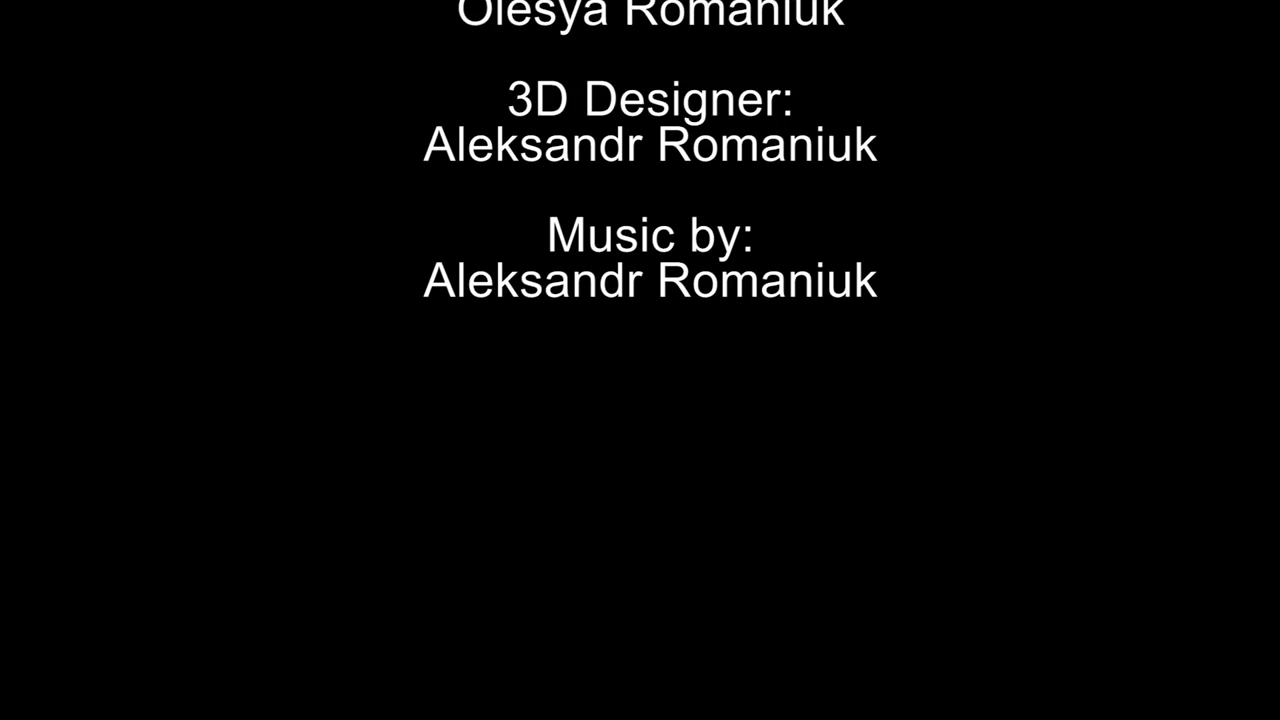 Olesya Romaniuk
3D Designer:
Aleksandr Romaniuk
Music by:
Aleksandr Romaniuk